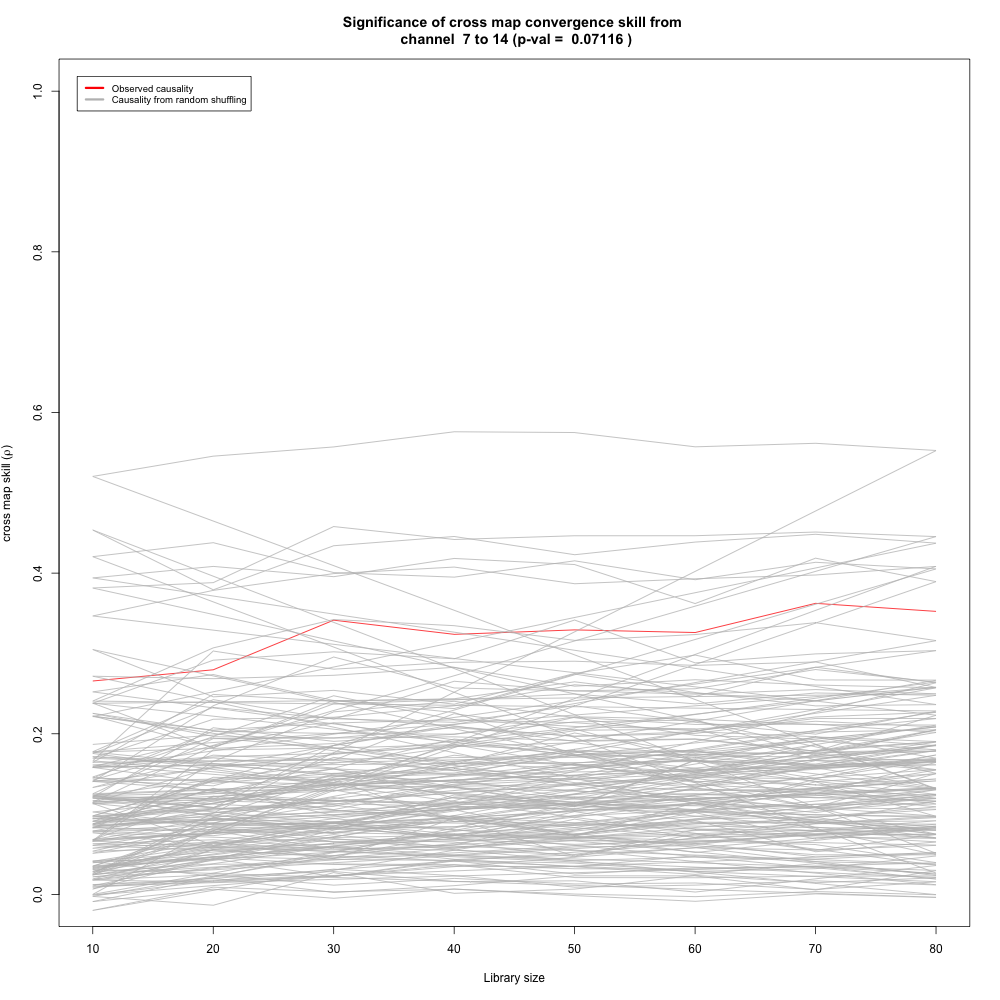 Significance of cross map convergence skill from
channel  7 to 14 (p-val =  0.07116 )
Observed causality
Causality from random shuffling
1.0
0.8
0.6
0.4
0.2
0.0
cross map skill (ρ)
10 20 30 40 50 60 70 80
Library size